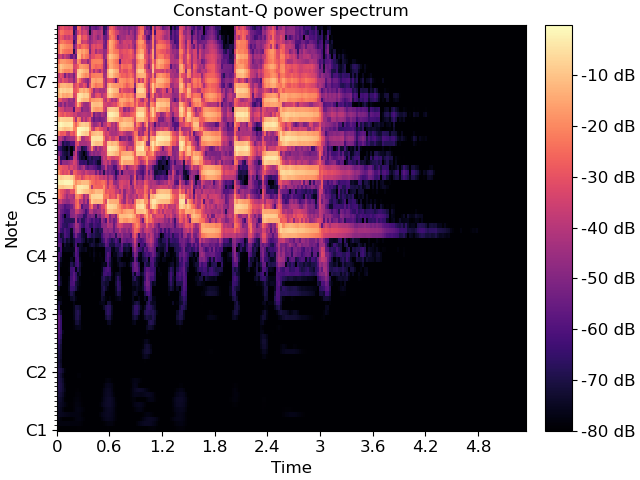 Constant-Q power spectrum
C7
C6
C5
C4
C3
C2
C1
Note
0 0.6 1.2 1.8 2.4 3 3.6 4.2 4.8
Time
-10 dB
-20 dB
-30 dB
-40 dB
-50 dB
-60 dB
-70 dB
-80 dB